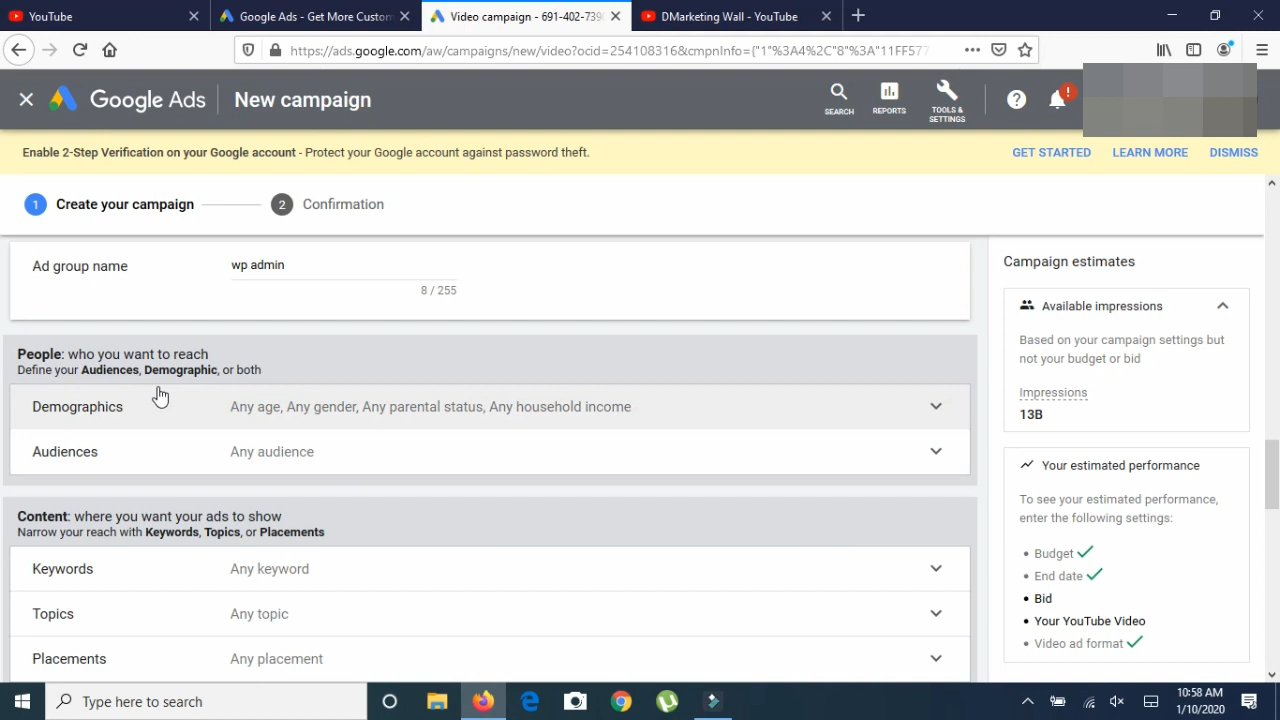 YouTube
Google Ads - Get More Custom
Video campaign - 691-402-739
DMarketing Wall - YouTube
https://ads.google.com/aw/campaigns/new/video?ocid=254108316&cmpnInfo={"1"%3A4%2C"8"%3A"11FF577
Google Ads
New campaign
SEARCH
REPORTS
TOOLS &
SETTINGS
Enable 2-Step Verification on your Google account - Protect your Google account against password theft.
GET STARTED
LEARN MORE
DISMISS
1 Create your campaign
2 Confirmation
Ad group name
wp admin
8 / 255
People: who you want to reach
Define your Audiences, Demographic, or both
Demographics
Any age, Any gender, Any parental status, Any household income
Audiences
Any audience
Content: where you want your ads to show
Narrow your reach with Keywords, Topics, or Placements
Keywords
Any keyword
Topics
Any topic
Placements
Any placement
Campaign estimates
Available impressions
Based on your campaign settings but
not your budget or bid
Impressions
13B
Your estimated performance
To see your estimated performance,
enter the following settings:
• Budget
• End date
• Bid
• Your YouTube Video
• Video ad format
Type here to search
10:58 AM
1/10/2020